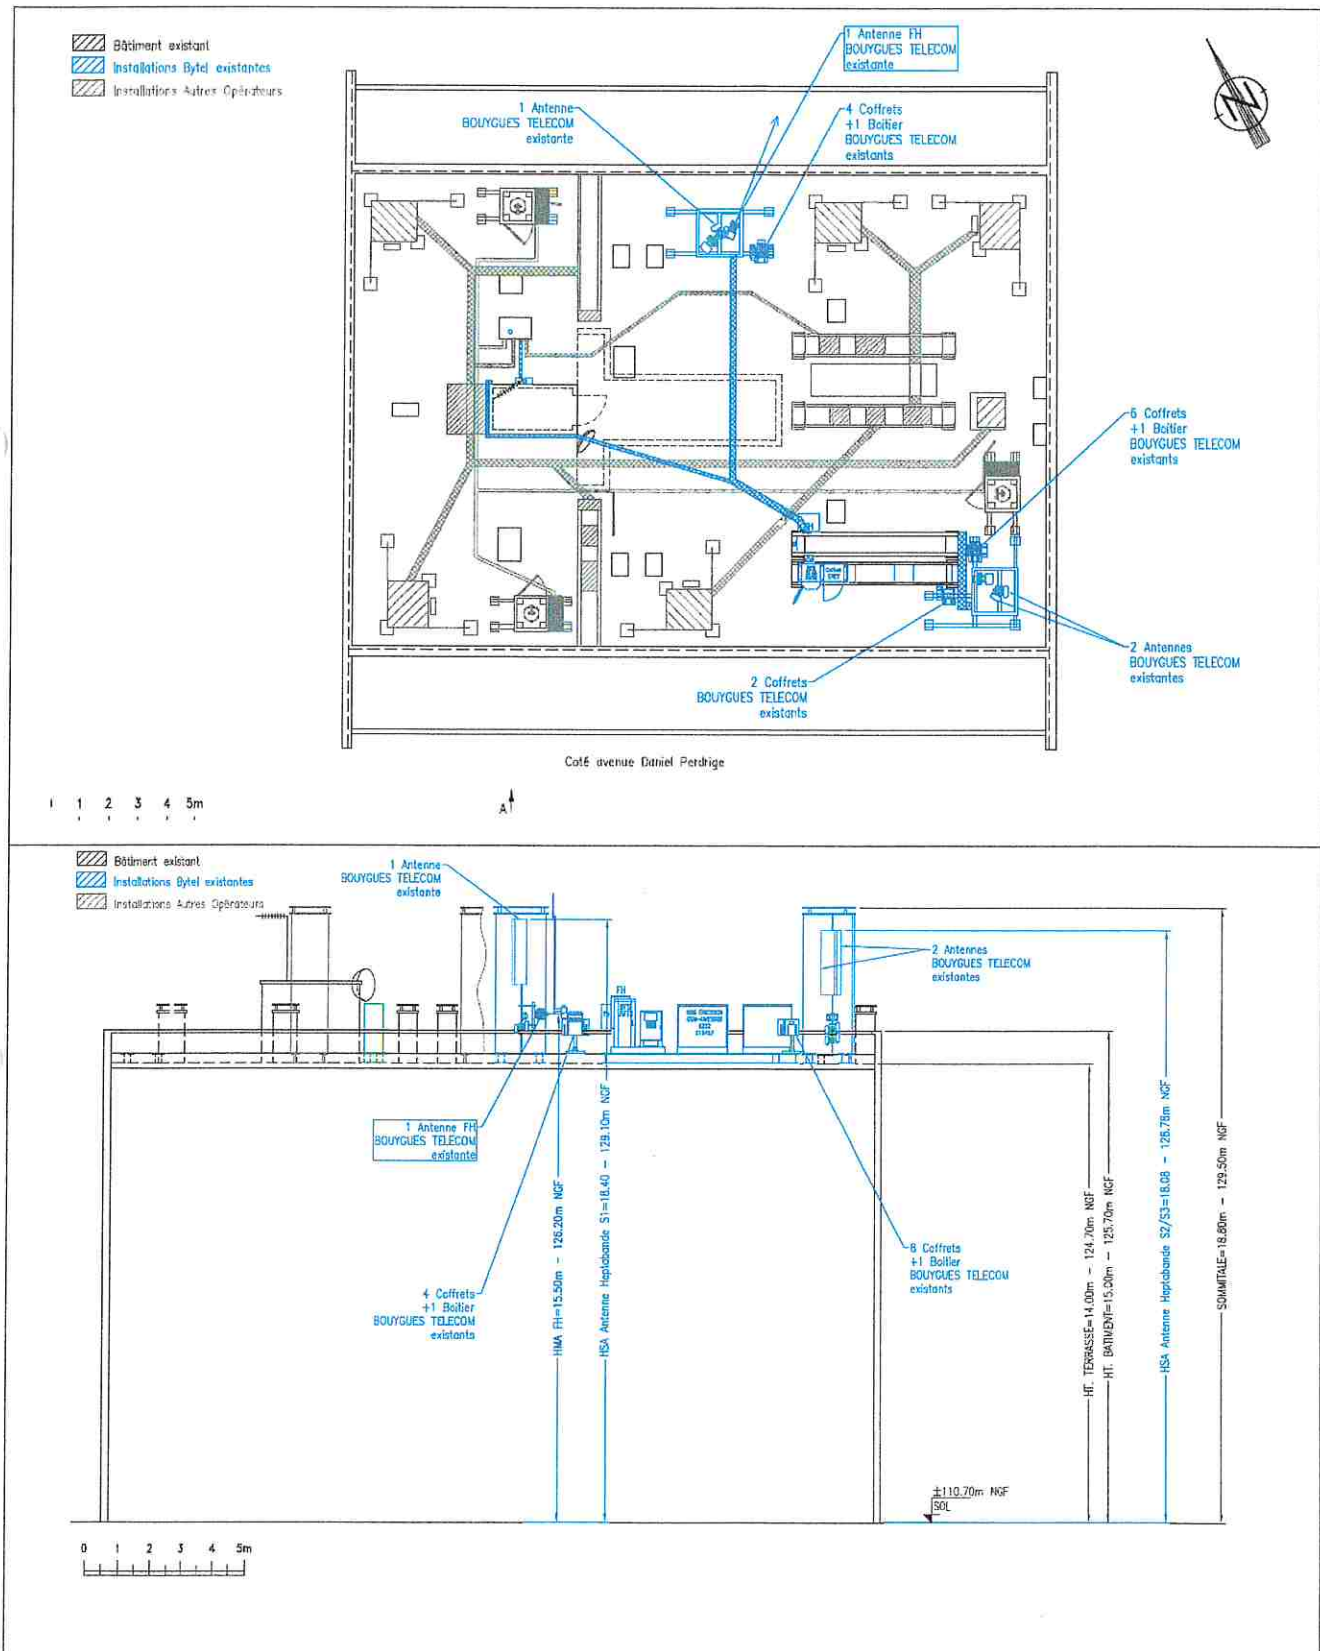 Bâtiment existant
Installations Bytel existantes
Installations Autres Opérateurs
1 Antenne FH
BOUYGUES TELECOM
existante
1 Antenne
BOUYGUES TELECOM
existante
4 Coffrets
+1 Boîtier
BOUYGUES TELECOM
existants
N
6 Coffrets
+1 Boîtier
BOUYGUES TELECOM
existants
2 Antennes
BOUYGUES TELECOM
existantes
2 Coffrets
BOUYGUES TELECOM
existants
Coté avenue Daniel Perdrige
1 2 3 4 5m
A
Bâtiment existant
Installations Bytel existantes
Installations Autres Opérateurs
1 Antenne
BOUYGUES TELECOM
existante
2 Antennes
BOUYGUES TELECOM
existantes
FH
1 Antenne FH
BOUYGUES TELECOM
existante
4 Coffrets
+1 Boîtier
BOUYGUES TELECOM
existants
8 Coffrets
+1 Boîtier
BOUYGUES TELECOM
existants
HMA FH=15.50m - 126.20m NGF
HSA Antenne Heptabande S1=18.40 - 129.10m NGF
HT. TERRASSE=14.00m - 124.70m NGF
HT. BATIMENT=15.00m - 125.70m NGF
HSA Antenne Heptabande S2/S3=18.08 - 128.78m NGF
SOMMITALE=18.80m - 129.50m NGF
±110.70m NGF
SOL
0 1 2 3 4 5m